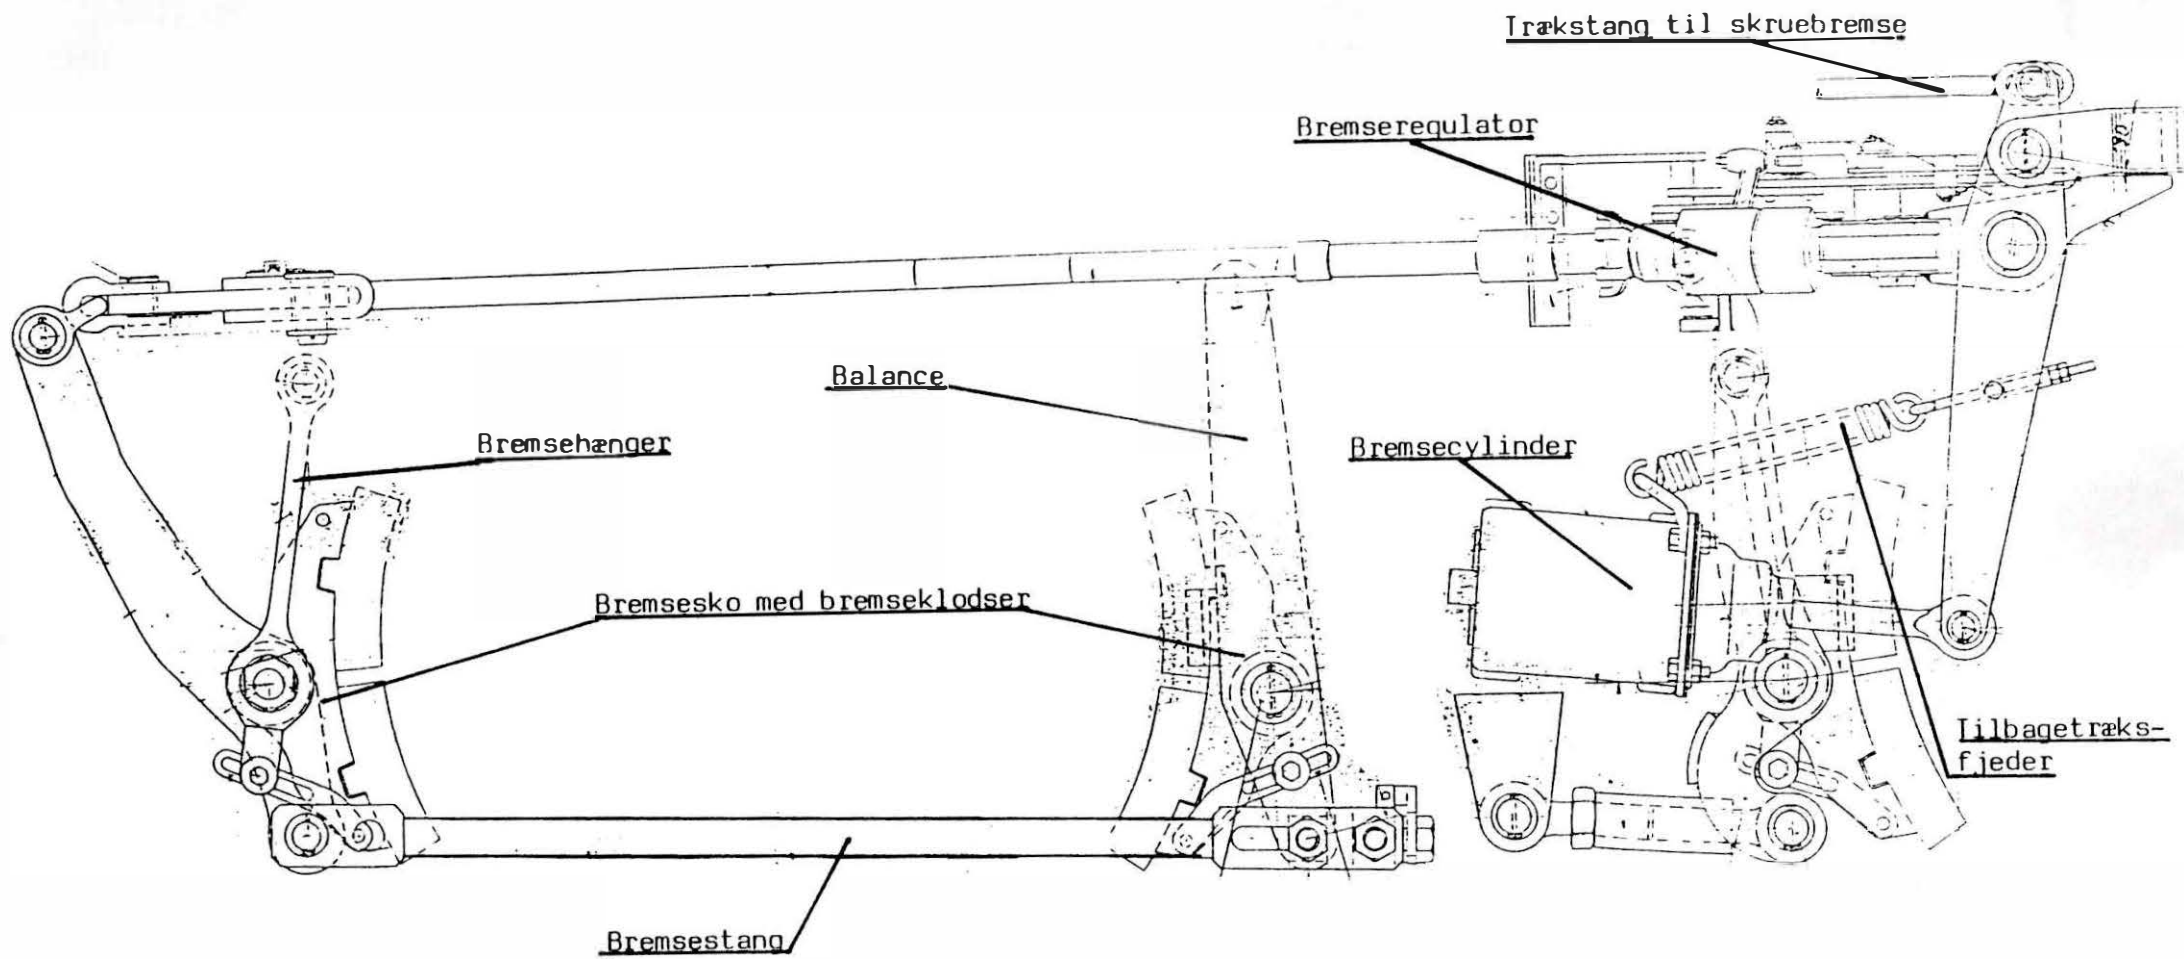 Trækstang til skruebremse
Bremseregulator
Balance
Bremsehænger
Bremsecylinder
Bremsesko med bremseklodser
Tilbagetræks-
fjeder
Bremsestang